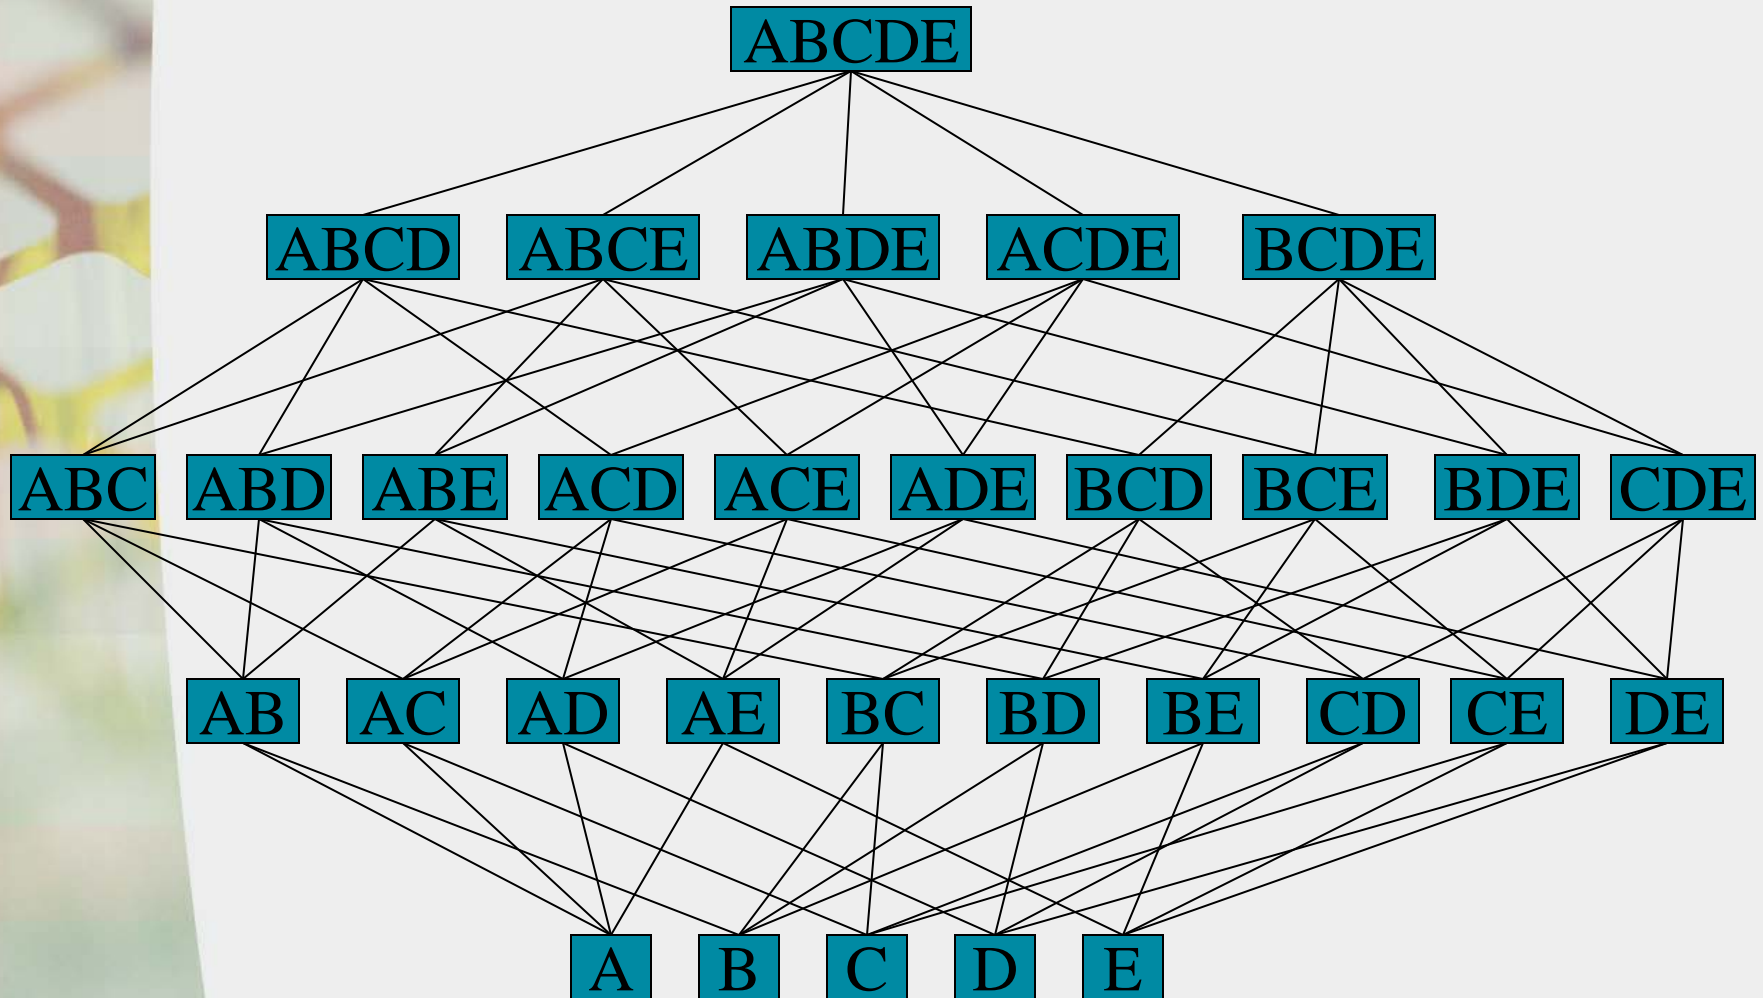 ABCDE
ABCD ABCE ABDE ACDE BCDE
ABC ABD ABE ACD ACE ADE BCD BCE BDE CDE
AB AC AD AE BC BD BE CD CE DE
A B C D E